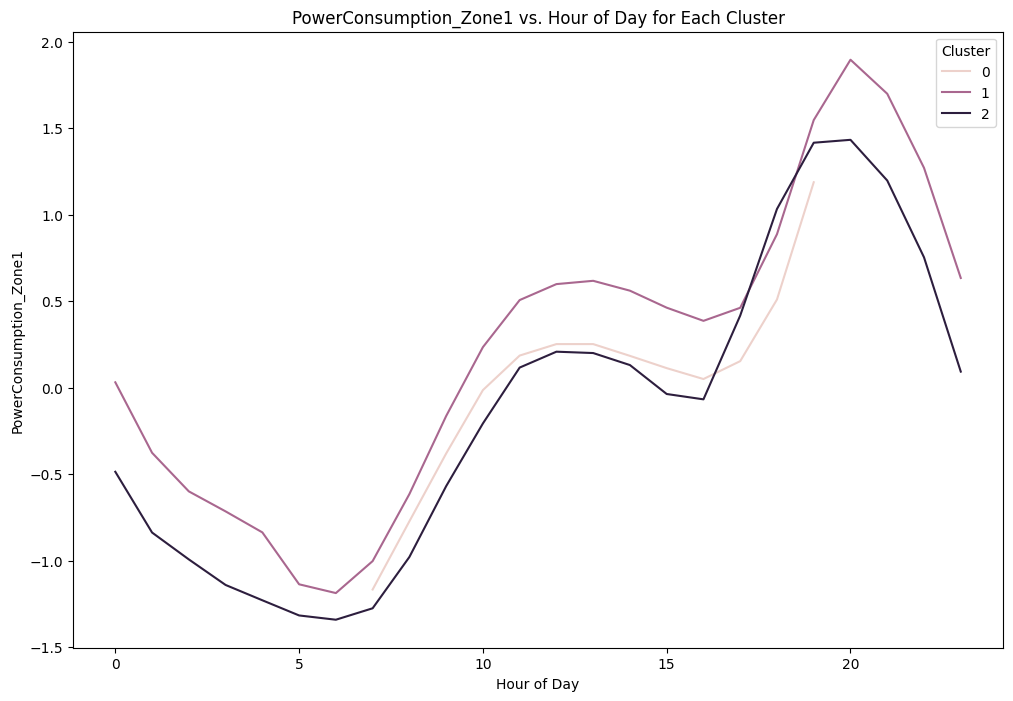 PowerConsumption_Zone1 vs. Hour of Day for Each Cluster
2.0
1.5
1.0
0.5
0.0
−0.5
−1.0
−1.5
PowerConsumption_Zone1
0 5 10 15 20
Hour of Day
Cluster
0
1
2